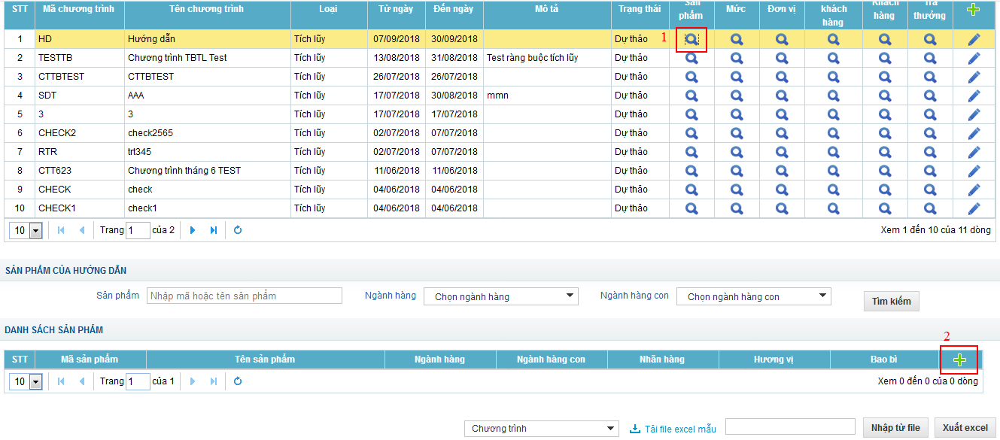 STT Mã chương trình Tên chương trình Loại Từ ngày Đến ngày Mô tả Trạng thái Sản phẩm Mức Đơn vị khách hàng Khách hàng Trả thưởng
1 HD Hướng dẫn Tích lũy 07/09/2018 30/09/2018 Dự thảo 1
2 TESTTB Chương trình TBTL Test Tích lũy 13/08/2018 31/08/2018 Test ràng buộc tích lũy Dự thảo
3 CTTBTEST CTTBTEST Tích lũy 26/07/2018 26/07/2018 Dự thảo
4 SDT AAA Tích lũy 17/07/2018 30/08/2018 mmn Dự thảo
5 3 3 Tích lũy 17/07/2018 17/07/2018 Dự thảo
6 CHECK2 check2565 Tích lũy 02/07/2018 07/07/2018 Dự thảo
7 RTR trt345 Tích lũy 02/07/2018 07/07/2018 Dự thảo
8 CTT623 Chương trình tháng 6 TEST Tích lũy 11/06/2018 11/06/2018 Dự thảo
9 CHECK check Tích lũy 04/06/2018 04/06/2018 Dự thảo
10 CHECK1 check1 Tích lũy 04/06/2018 04/06/2018 Dự thảo
10 Trang 1 của 2 Xem 1 đến 10 của 11 dòng
SẢN PHẨM CỦA HƯỚNG DẪN
Sản phẩm Nhập mã hoặc tên sản phẩm Ngành hàng Chọn ngành hàng Ngành hàng con Chọn ngành hàng con Tìm kiếm
DANH SÁCH SẢN PHẨM
2
STT Mã sản phẩm Tên sản phẩm Ngành hàng Ngành hàng con Nhãn hàng Hương vị Bao bì
10 Trang 1 của 1 Xem 0 đến 0 của 0 dòng
Chương trình Tải file excel mẫu Nhập từ file Xuất excel